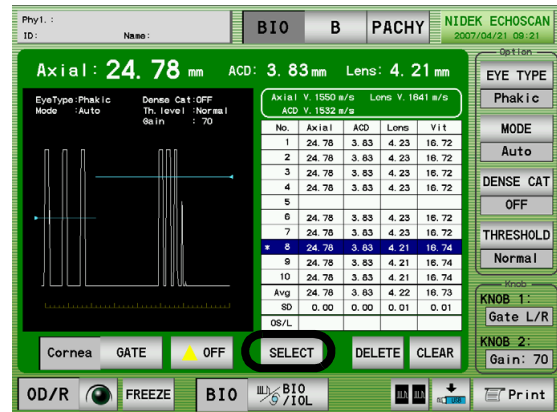 Phy1. :
ID: Name:
BIO B PACHY
NIDEK ECHOSCAN
2007/04/21 09:21
Axial: 24. 78 mm ACD: 3. 83 mm Lens: 4. 21 mm
EyeType:Phakic Dense Cat:OFF
Mode :Auto Th. level :Normal
Gain : 70
Axial V. 1550 m/s Lens V. 1641 m/s
ACD V. 1532 m/s
No. Axial ACD Lens Vit
1 24.78 3.83 4.23 16.72
2 24.78 3.83 4.23 16.72
3 24.78 3.83 4.23 16.72
4 24.78 3.83 4.23 16.72
5
6 24.78 3.83 4.23 16.72
7 24.78 3.83 4.23 16.72
* 8 24.78 3.83 4.21 16.74
9 24.78 3.83 4.21 16.74
10 24.78 3.83 4.21 16.74
Avg 24.78 3.83 4.22 16.73
SD 0.00 0.00 0.01 0.01
OS/L
Option
EYE TYPE
Phakic
MODE
Auto
DENSE CAT
OFF
THRESHOLD
Normal
Knob
KNOB 1:
Gate L/R
KNOB 2:
Gain: 70
Cornea GATE OFF SELECT DELETE CLEAR
OD/R FREEZE BIO BIO/IOL USB Print